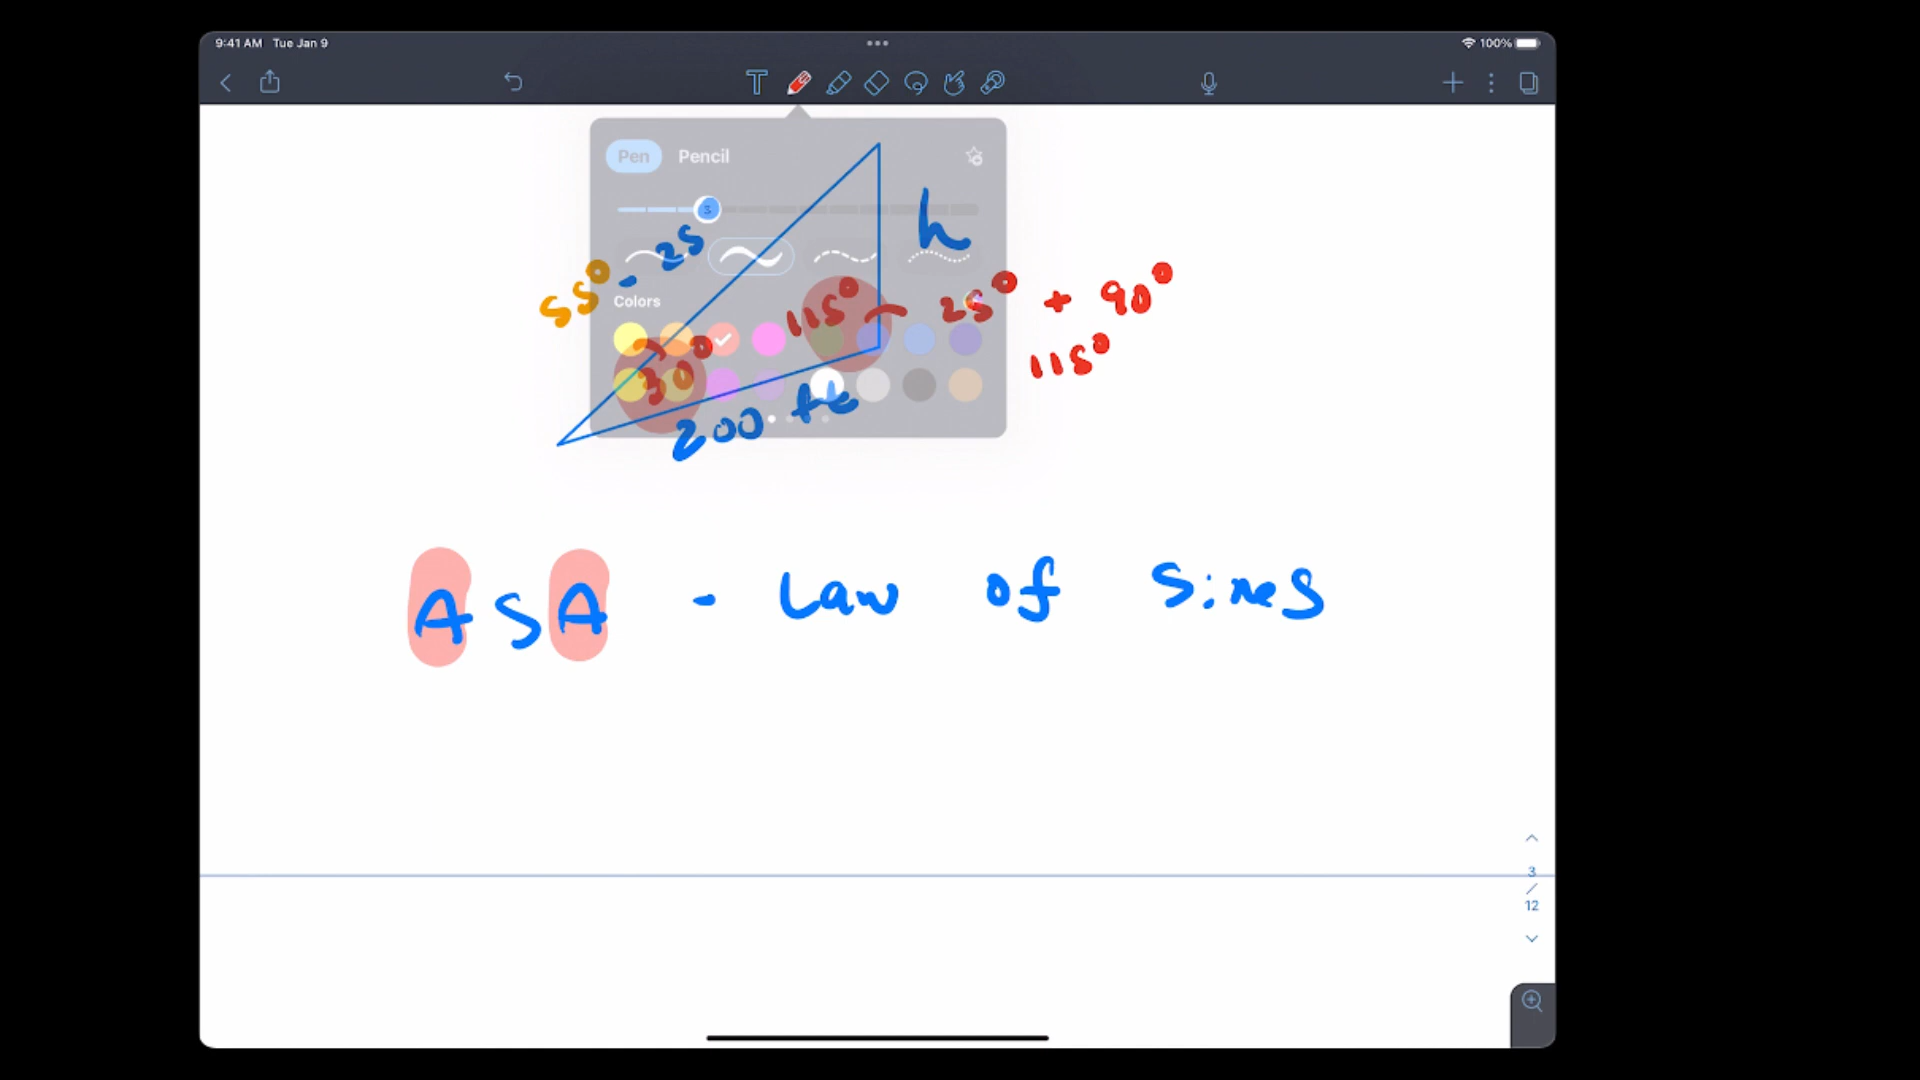 9:41 AM Tue Jan 9
100%
T
Pen Pencil
3
h
55° - 25
Colors
115°
25° + 90°
115°
30°
200 ft
ASA - Law of Sines
3
/
12